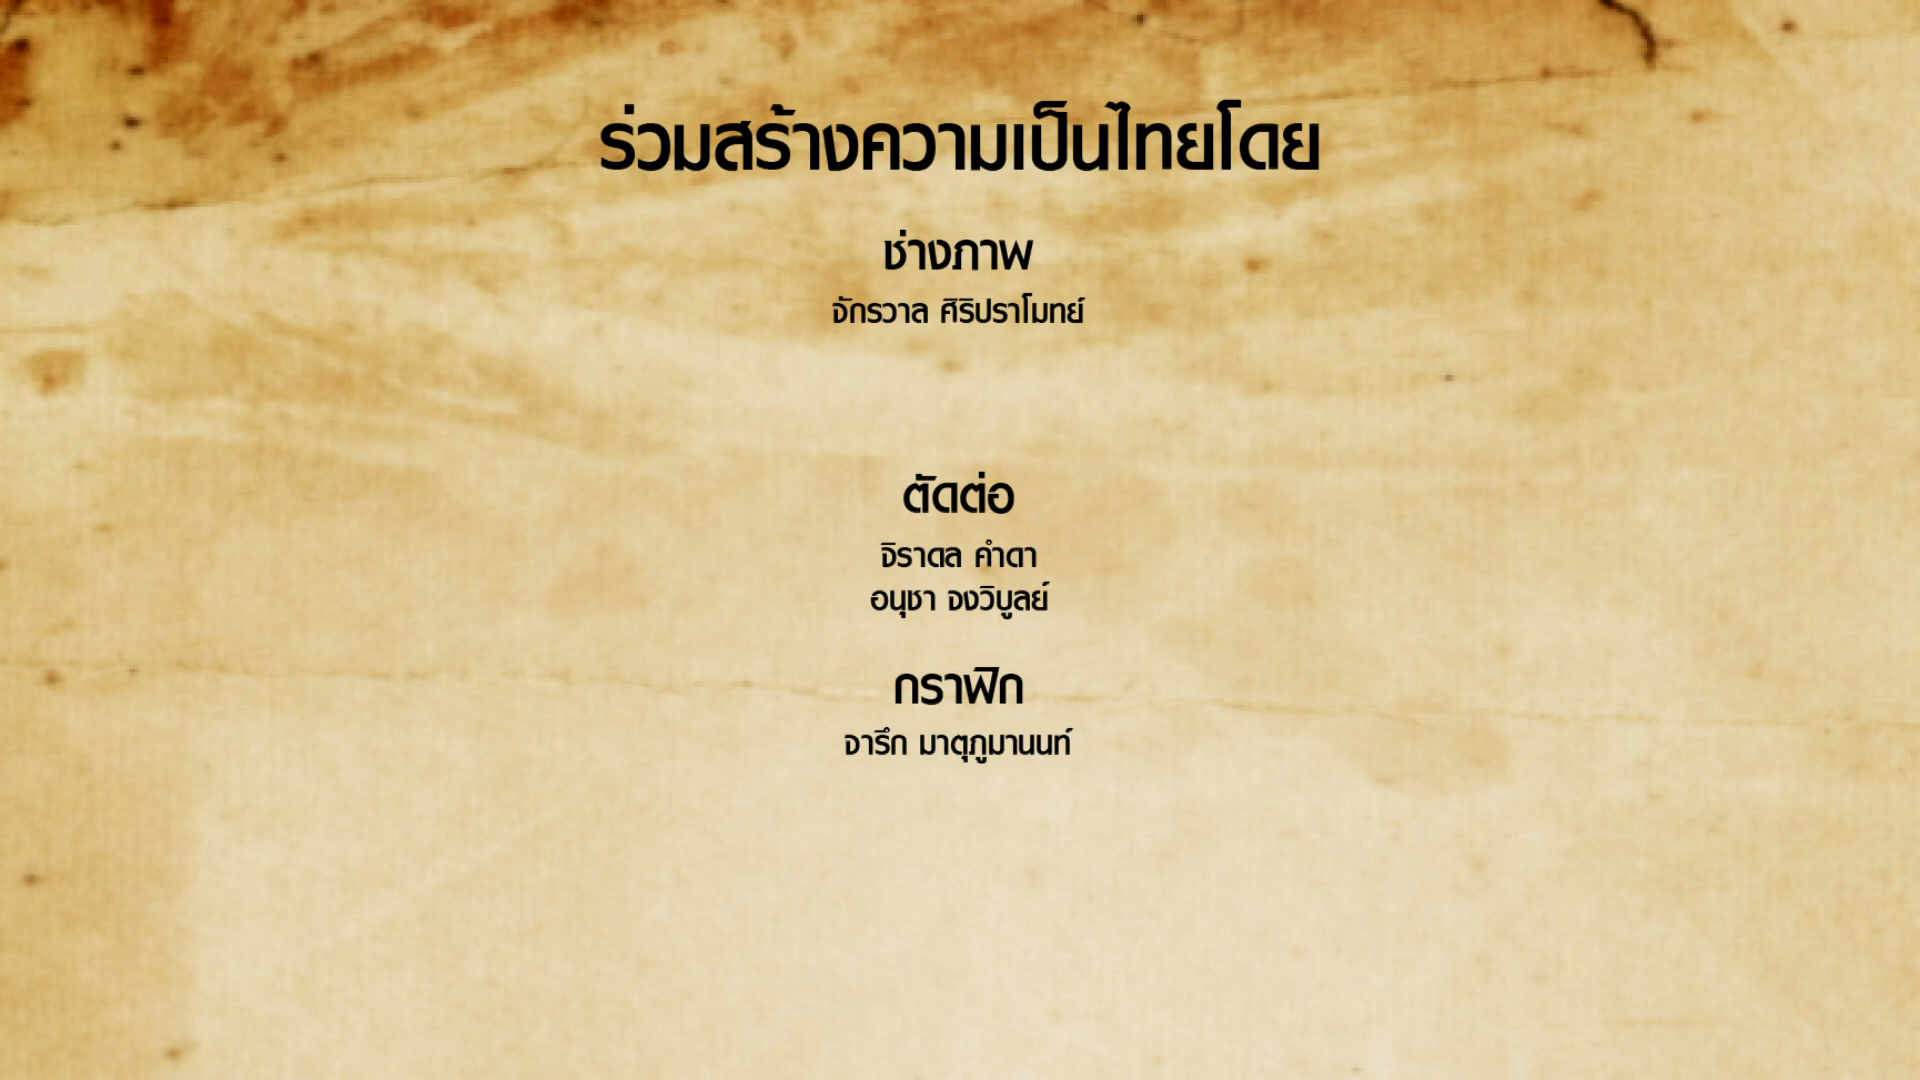 ร่วมสร้างความเป็นไทยโดย
ช่างภาพ
จักรวาล ศิริปราโมทย์
ตัดต่อ
จิราดล คำดา
อนุชา จงวิบูลย์
กราฟิก
จารึก มาตุภูมานนท์